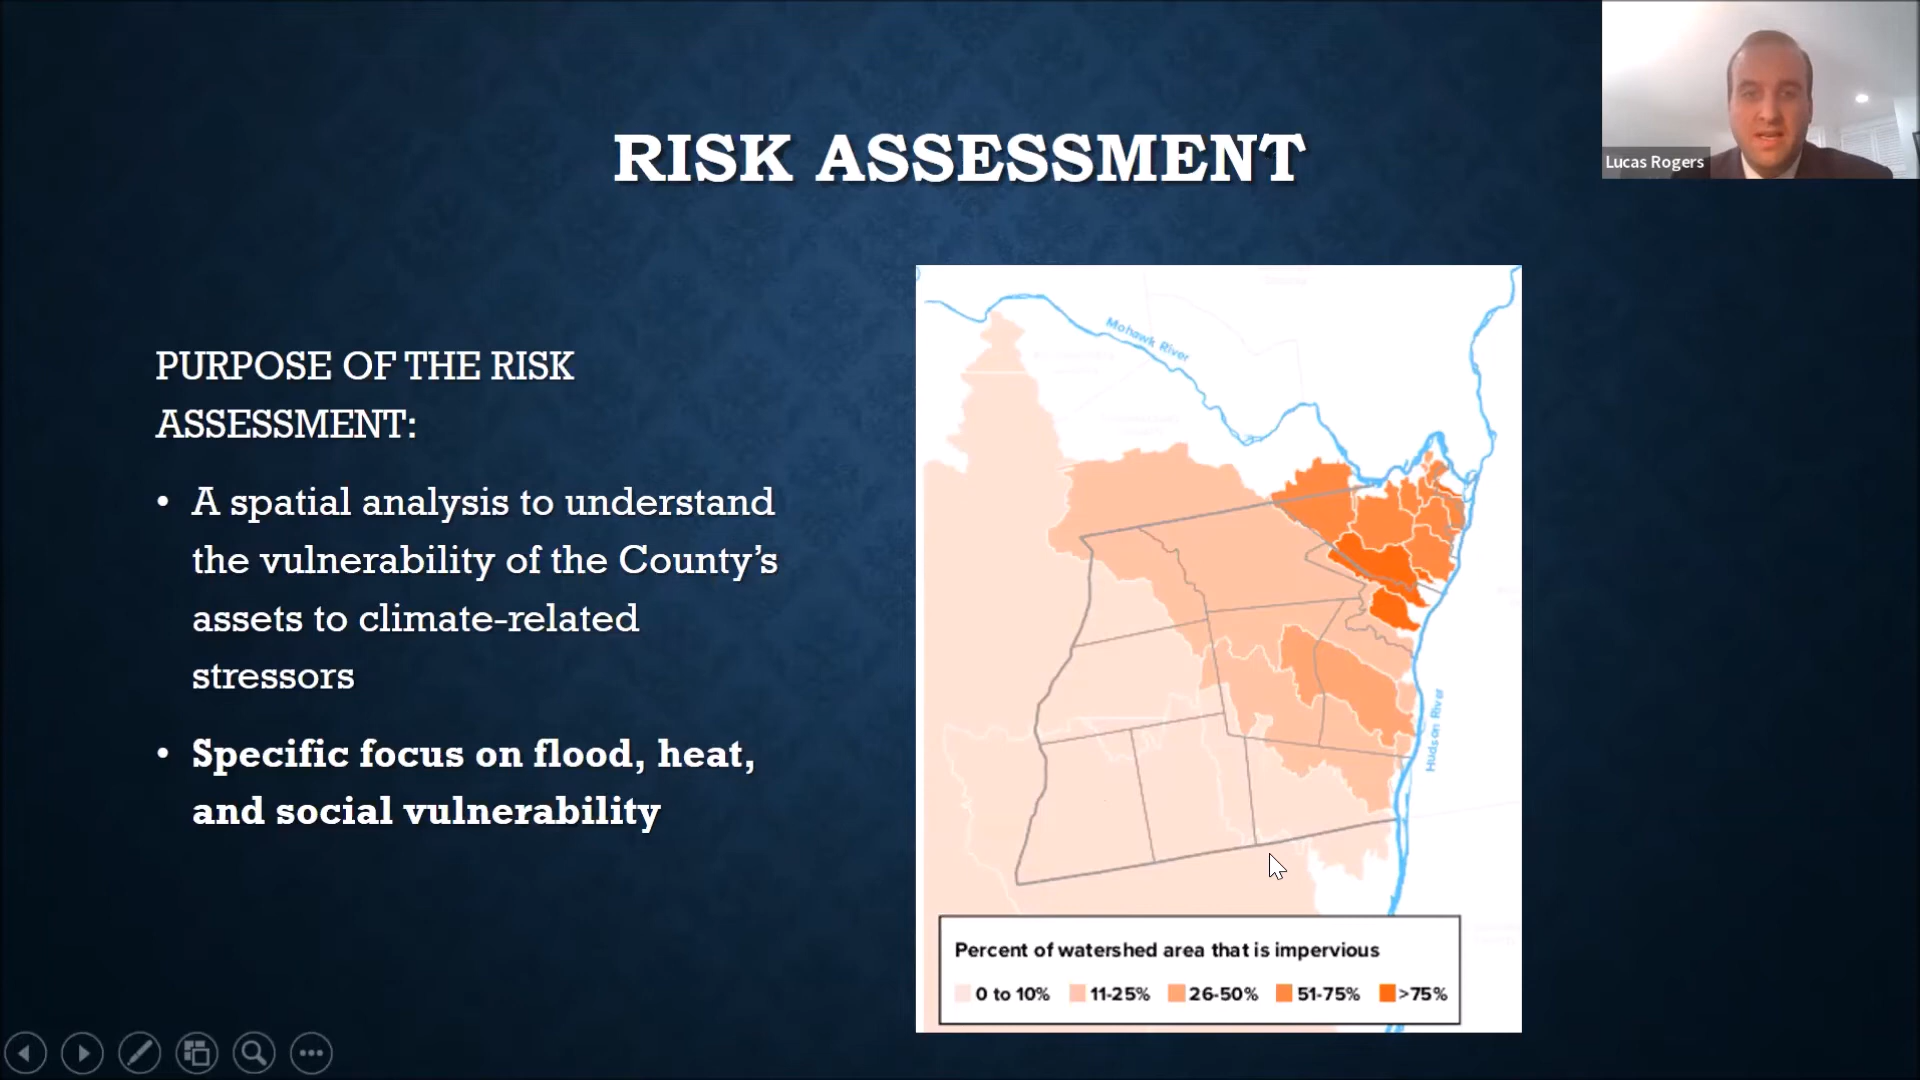 RISK ASSESSMENT
Lucas Rogers
PURPOSE OF THE RISK
ASSESSMENT:
• A spatial analysis to understand
the vulnerability of the County’s
assets to climate-related
stressors
• Specific focus on flood, heat,
and social vulnerability
Mohawk River
Hudson River
Percent of watershed area that is impervious
0 to 10% 11-25% 26-50% 51-75% >75%